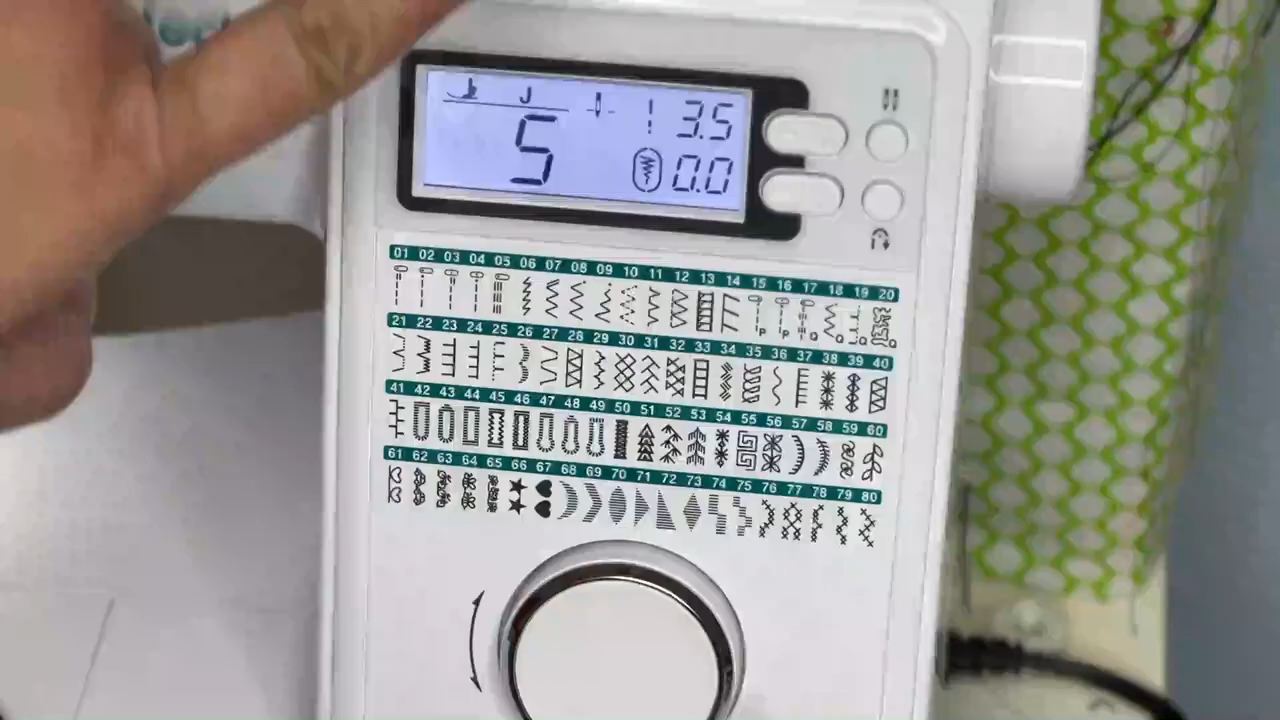 J
3.5
5
0.0
01 02 03 04 05 06 07 08 09 10 11 12 13 14 15 16 17 18 19 20
P P
21 22 23 24 25 26 27 28 29 30 31 32 33 34 35 36 37 38 39 40
41 42 43 44 45 46 47 48 49 50 51 52 53 54 55 56 57 58 59 60
61 62 63 64 65 66 67 68 69 70 71 72 73 74 75 76 77 78 79 80